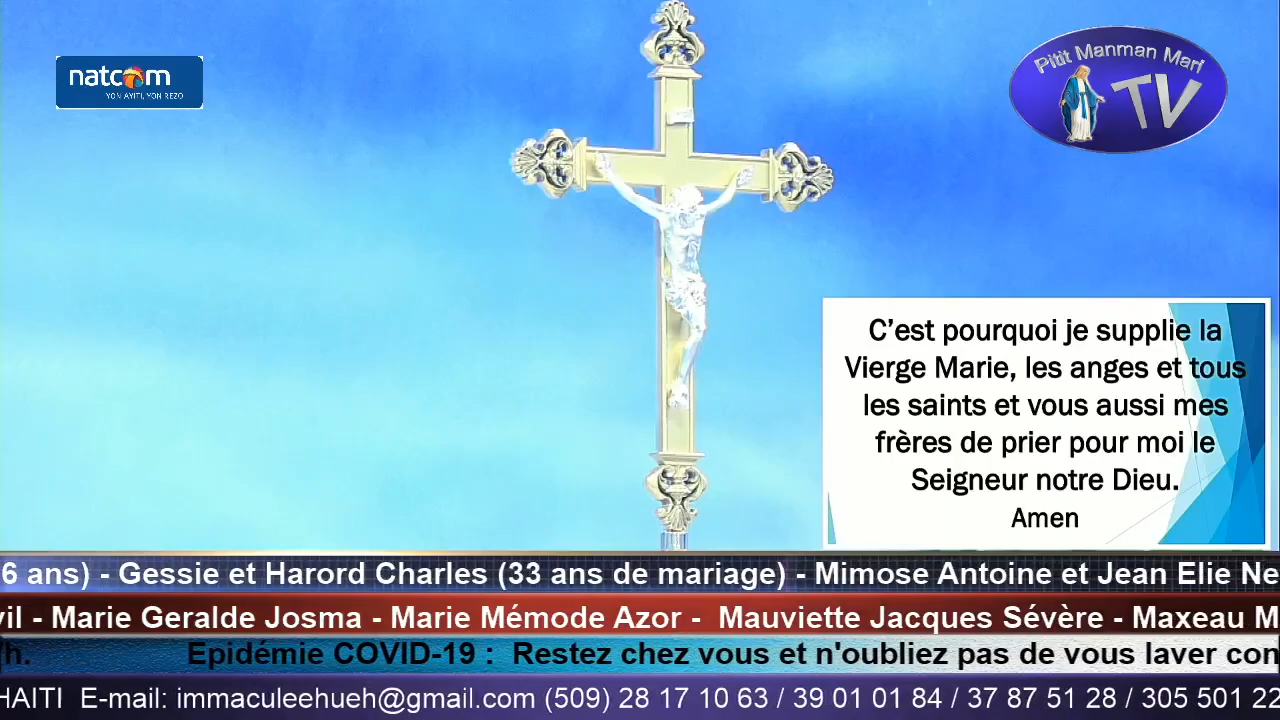 natcom
YON AYITI, YON REZO
Pitit Manman Mari
TV
C’est pourquoi je supplie la
Vierge Marie, les anges et tous
les saints et vous aussi mes
frères de prier pour moi le
Seigneur notre Dieu.
Amen
6 ans) - Gessie et Harord Charles (33 ans de mariage) - Mimose Antoine et Jean Elie Ne
vil - Marie Geralde Josma - Marie Mémode Azor - Mauviette Jacques Sévère - Maxeau M
h. Epidémie COVID-19 : Restez chez vous et n'oubliez pas de vous laver con
HAITI E-mail: immaculeehueh@gmail.com (509) 28 17 10 63 / 39 01 01 84 / 37 87 51 28 / 305 501 22